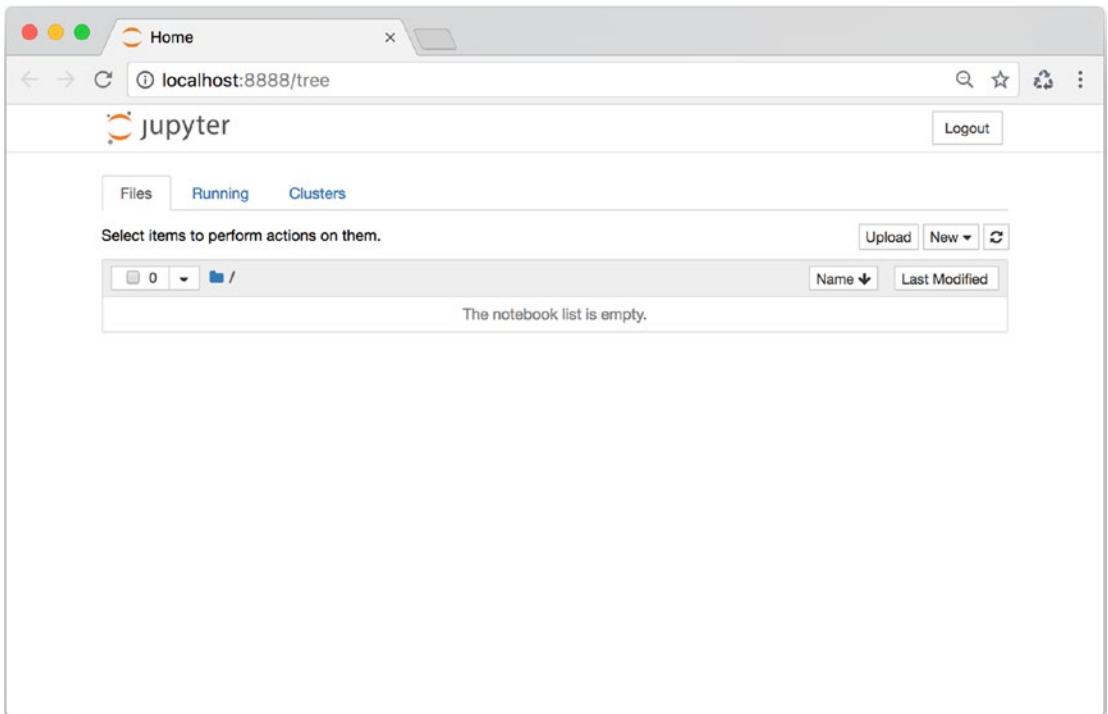 Home
localhost:8888/tree
jupyter
Logout
Files Running Clusters
Select items to perform actions on them.
Upload New
0 /
Name Last Modified
The notebook list is empty.